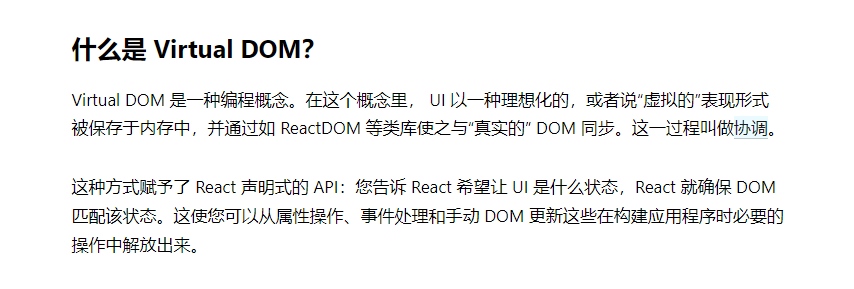 什么是 Virtual DOM？
Virtual DOM 是一种编程概念。在这个概念里， UI 以一种理想化的，或者说“虚拟的”表现形式
被保存于内存中，并通过如 ReactDOM 等类库使之与“真实的” DOM 同步。这一过程叫做协调。
这种方式赋予了 React 声明式的 API：您告诉 React 希望让 UI 是什么状态，React 就确保 DOM
匹配该状态。这使您可以从属性操作、事件处理和手动 DOM 更新这些在构建应用程序时必要的
操作中解放出来。